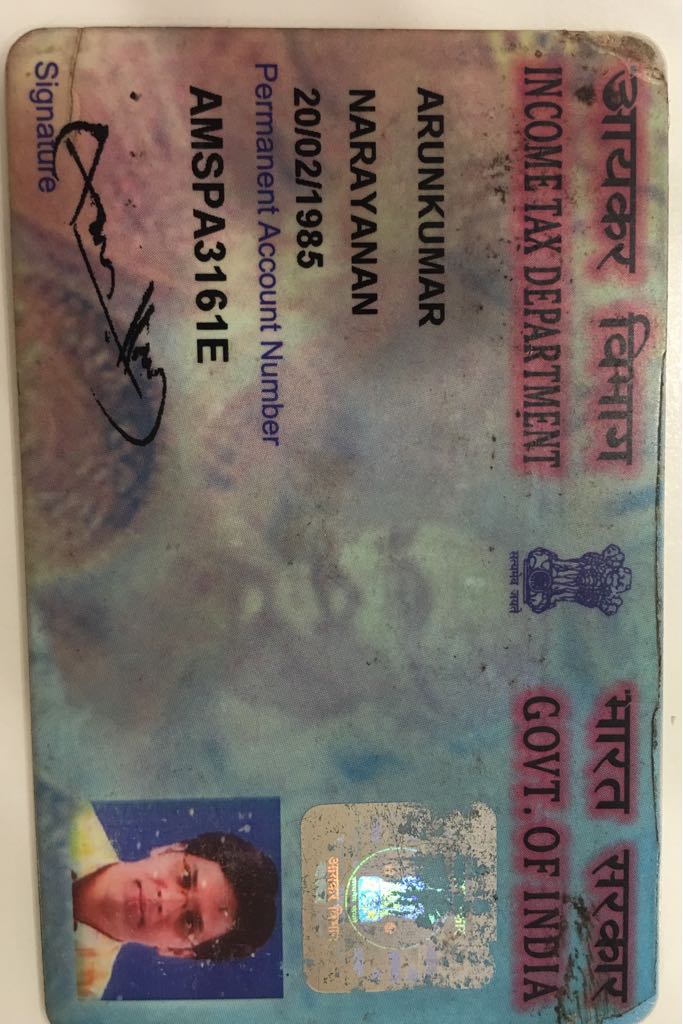 आयकर विभाग
INCOME TAX DEPARTMENT
सत्यमेव जयते
भारत सरकार
GOVT. OF INDIA
ARUNKUMAR
NARAYANAN
20/02/1985
Permanent Account Number
AMSPA3161E
Signature